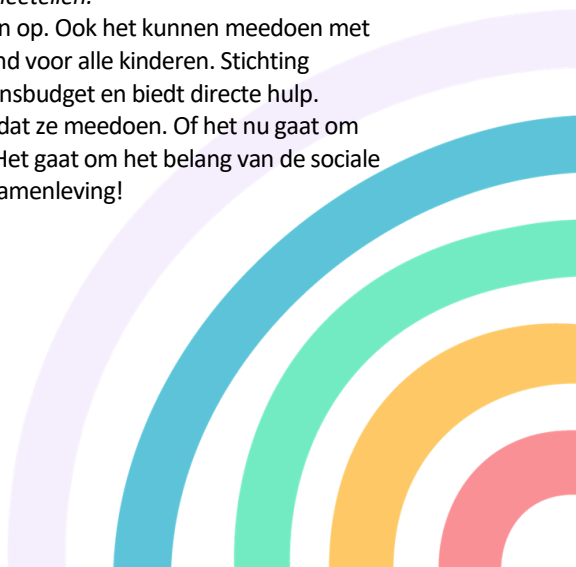 meetellen.
n op. Ook het kunnen meedoen met
nd voor alle kinderen. Stichting
nsbudget en biedt directe hulp.
dat ze meedoen. Of het nu gaat om
Het gaat om het belang van de sociale
amenleving!